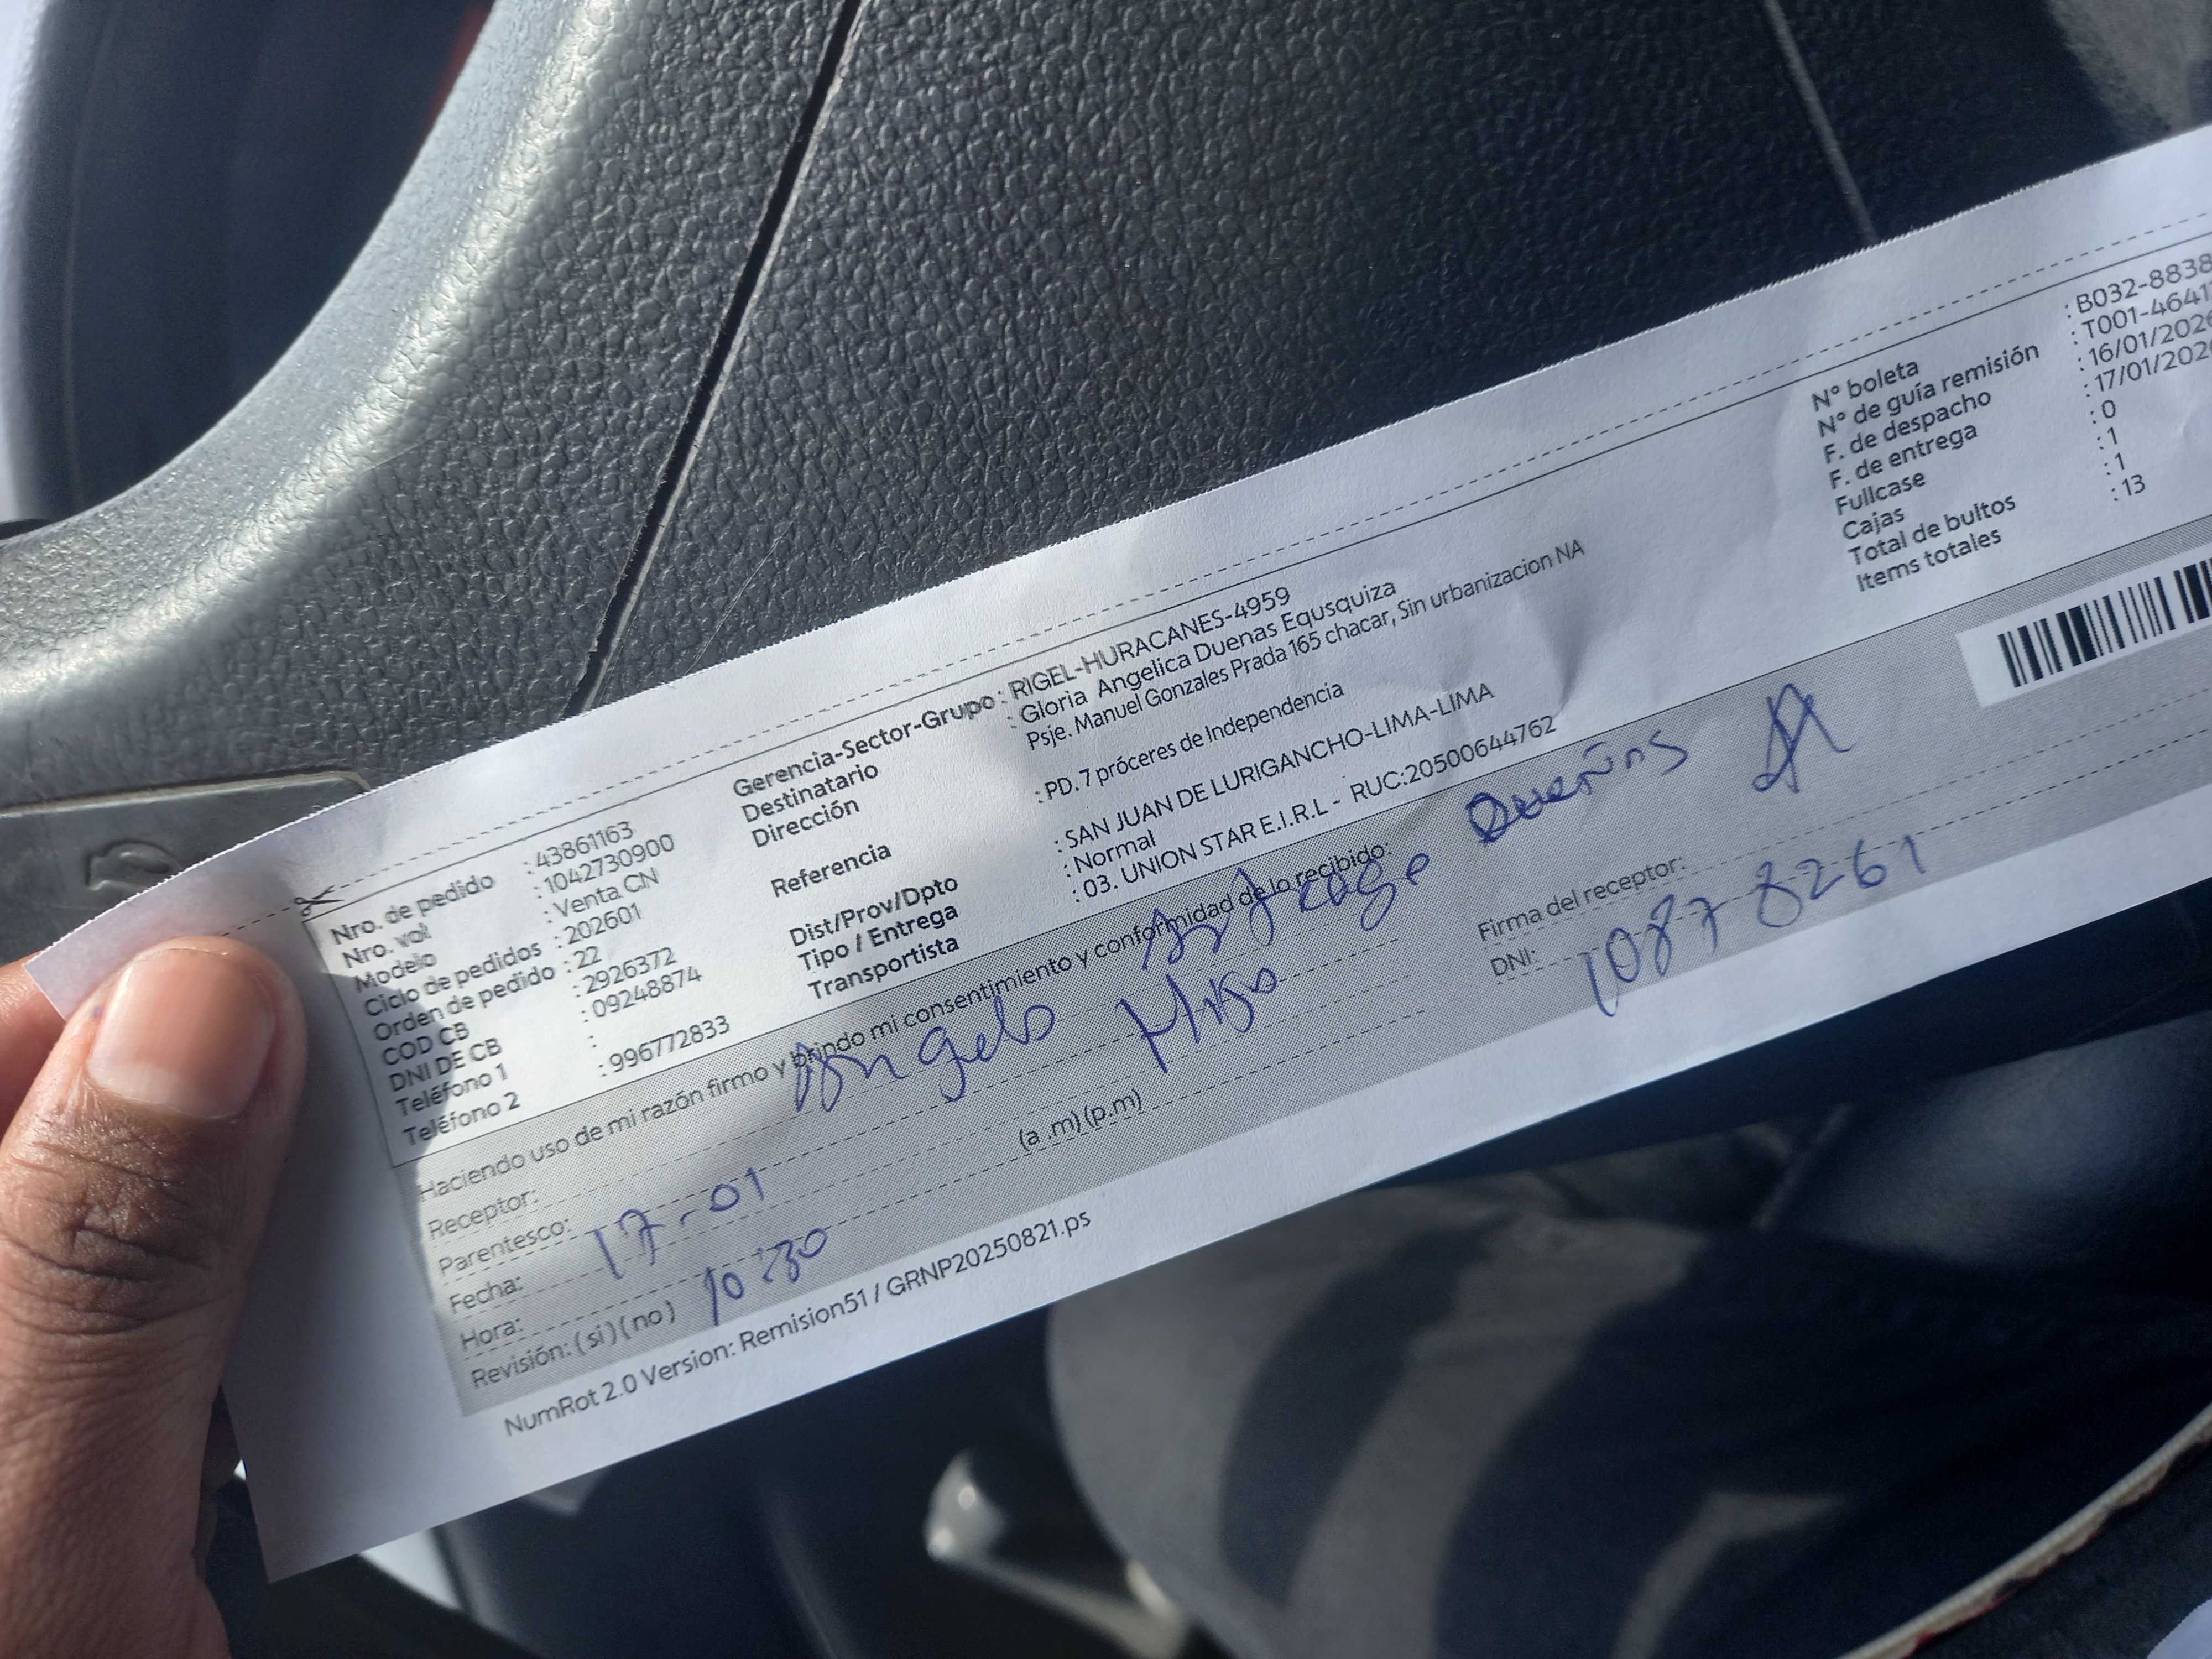 Nro. de pedido : 43861163
Nro. vol : 1042730900
Modelo : Venta CN
Ciclo de pedidos : 202601
Orden de pedido : 22
COD CB : 2926372
DNI DE CB : 09248874
Teléfono 1 :
Teléfono 2 : 996772833
Gerencia-Sector-Grupo : RIGEL-HURACANES-4959
Destinatario : Gloria Angelica Duenas Equsquiza
Dirección : Psje. Manuel Gonzales Prada 165 chacar, Sin urbanizacion NA
Referencia : PD. 7 próceres de Independencia
Dist/Prov/Dpto : SAN JUAN DE LURIGANCHO-LIMA-LIMA
Tipo / Entrega : Normal
Transportista : 03. UNION STAR E.I.R.L - RUC:20500644762
N° boleta : B032-8838
N° de guía remisión : T001-4641
F. de despacho : 16/01/2026
F. de entrega : 17/01/202
Fullcase : 0
Cajas : 1
Total de bultos : 1
Items totales : 13
Haciendo uso de mi razón firmo y brindo mi consentimiento y conformidad de lo recibido:
Receptor: Angelo Dueñas
Parentesco: Hijo
Fecha: 17-01
Hora: 10:30 (a .m) (p.m)
Revisión: (si) (no)
Firma del receptor:
DNI: 10878261
NumRot 2.0 Version: Remision51 / GRNP20250821.ps